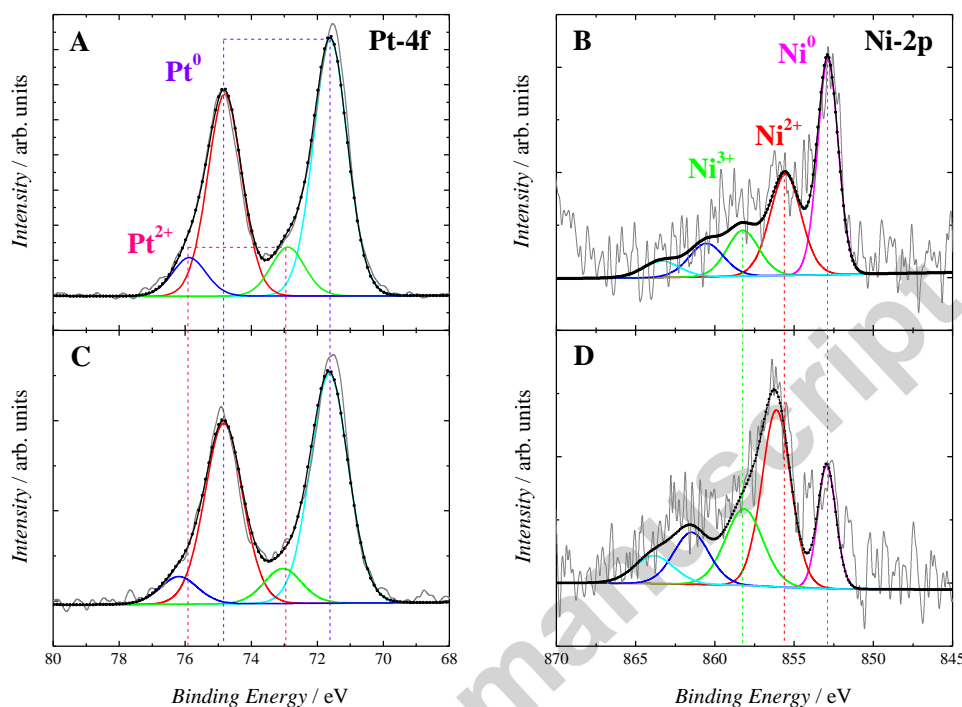 A
Pt-4f
Pt0
Pt2+
Intensity / arb. units
B
Ni-2p
Ni0
Ni2+
Ni3+
Intensity / arb. units
C
Intensity / arb. units
80 78 76 74 72 70 68
Binding Energy / eV
D
Intensity / arb. units
870 865 860 855 850 845
Binding Energy / eV
manuscript